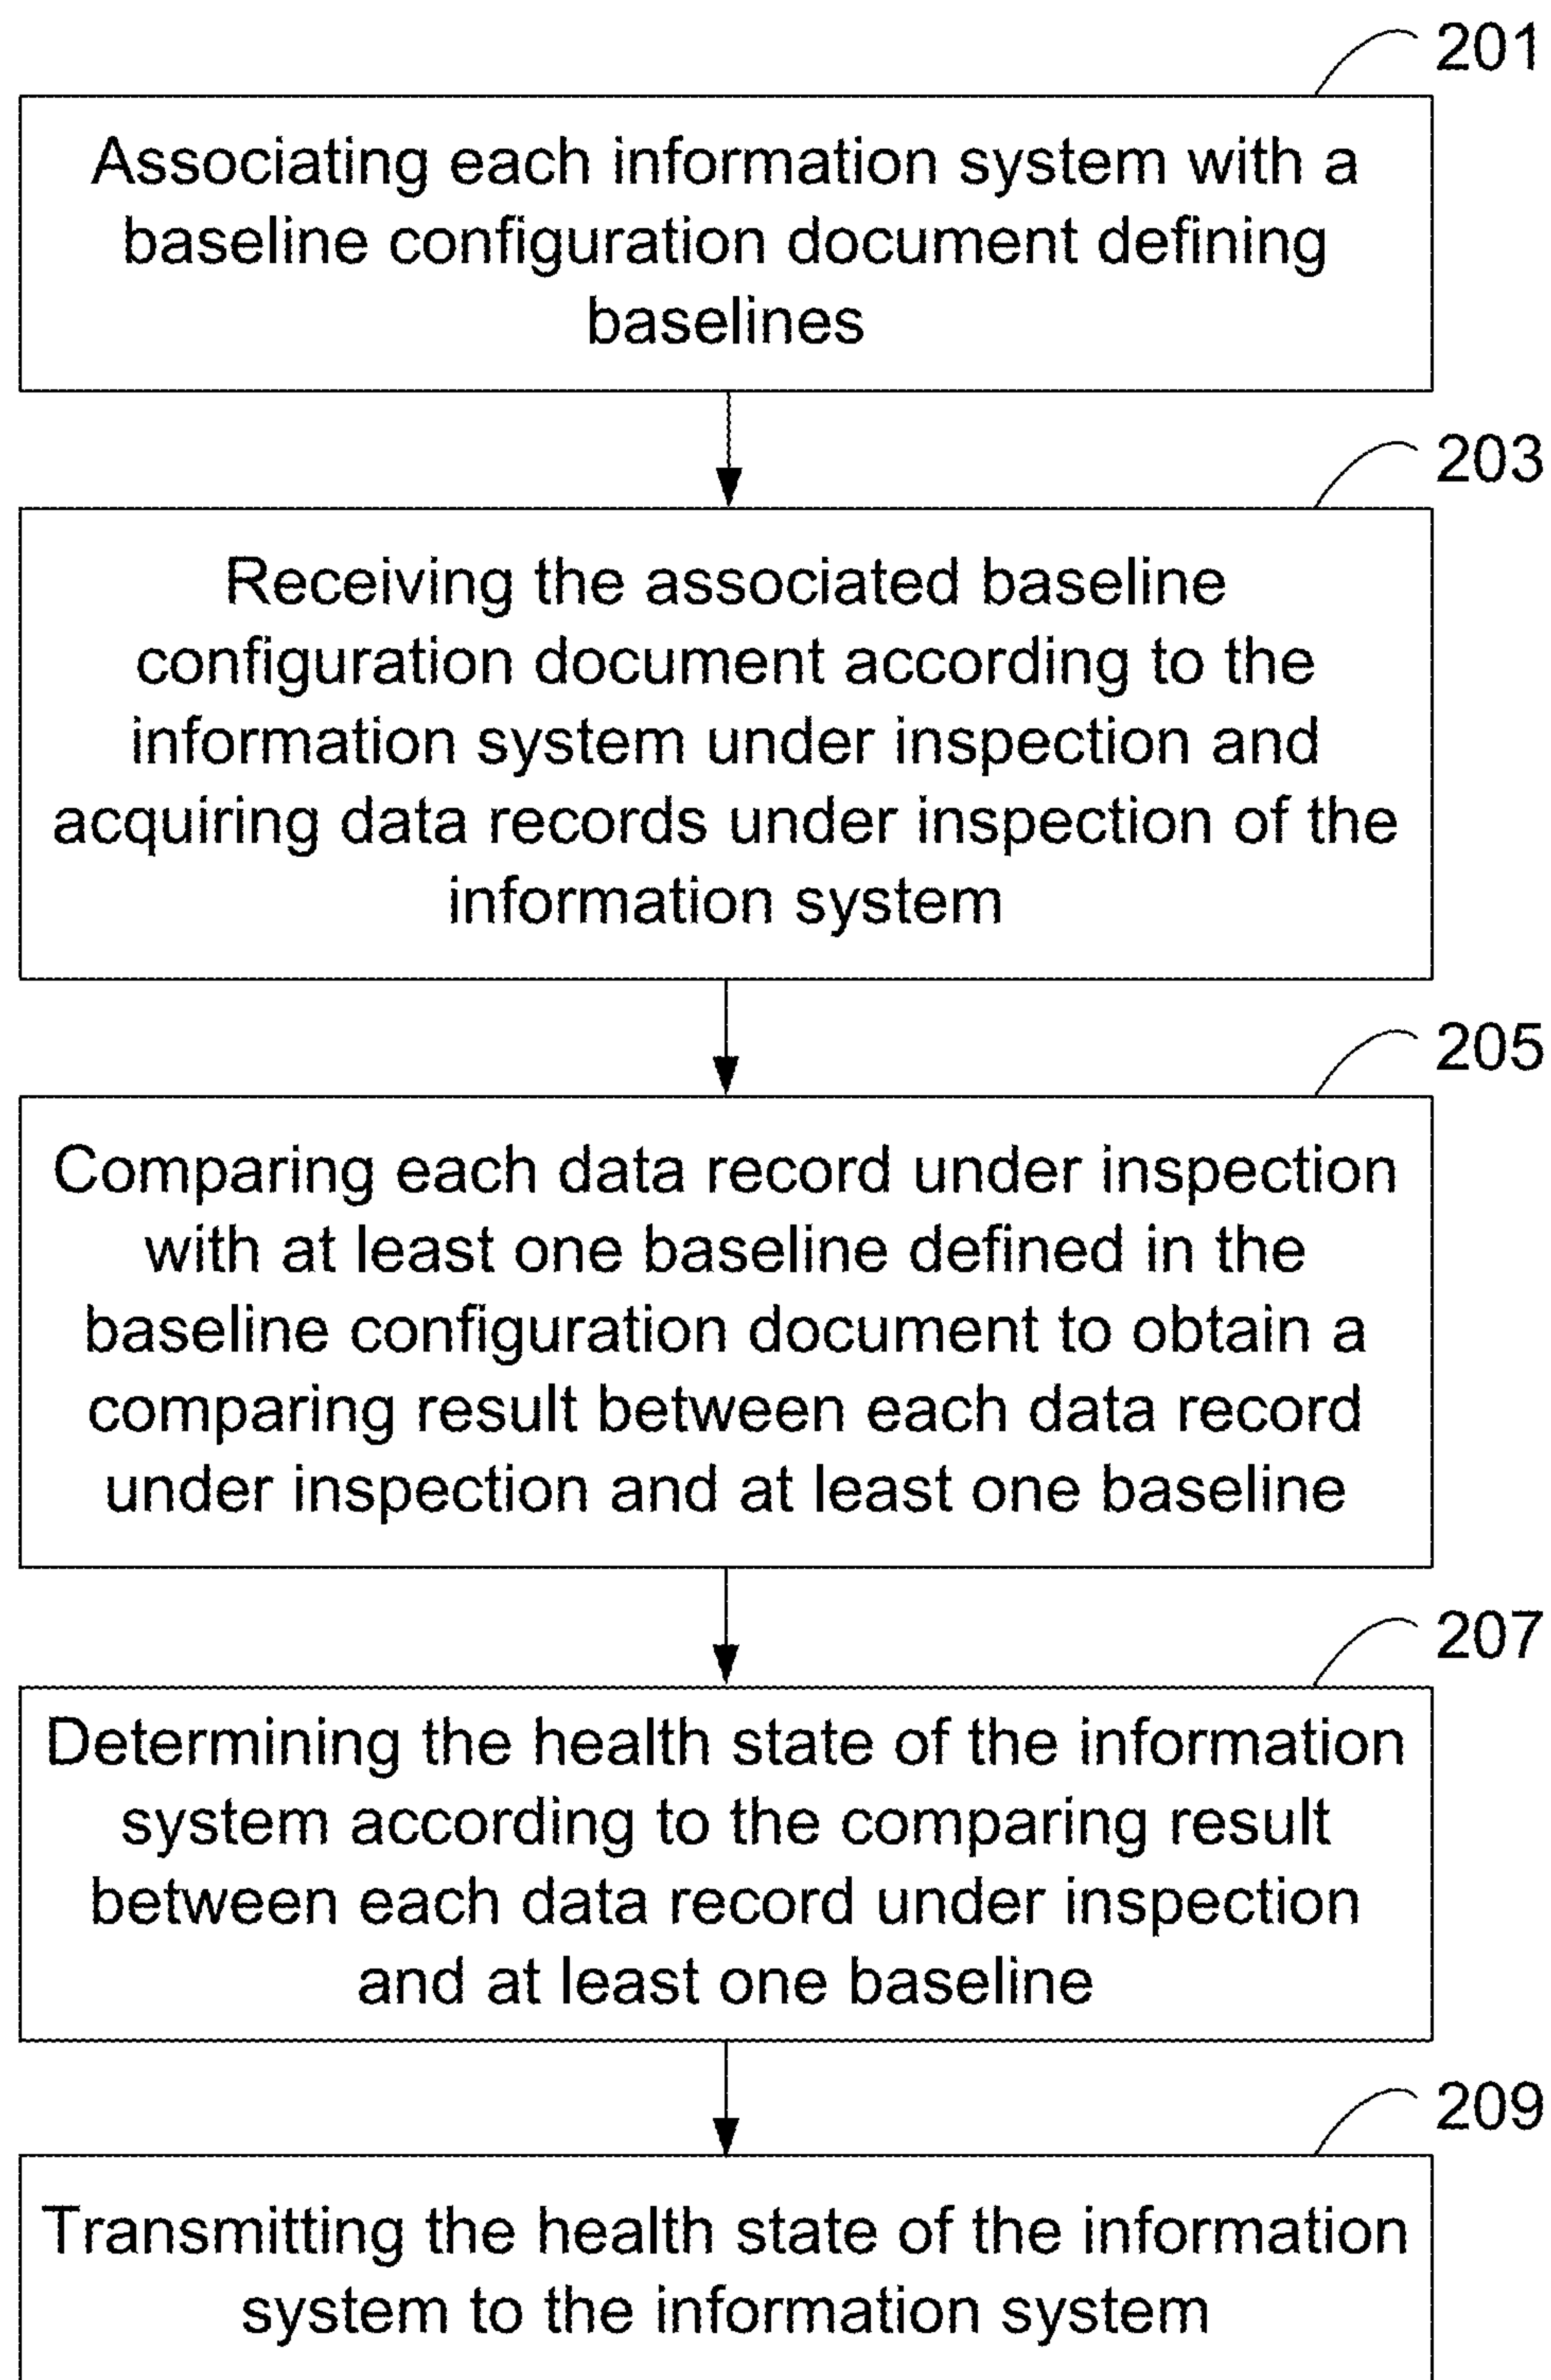 201
Associating each information system with a
baseline configuration document defining
baselines
203
Receiving the associated baseline
configuration document according to the
information system under inspection and
acquiring data records under inspection of the
information system
205
Comparing each data record under inspection
with at least one baseline defined in the
baseline configuration document to obtain a
comparing result between each data record
under inspection and at least one baseline
207
Determining the health state of the information
system according to the comparing result
between each data record under inspection
and at least one baseline
209
Transmitting the health state of the information
system to the information system